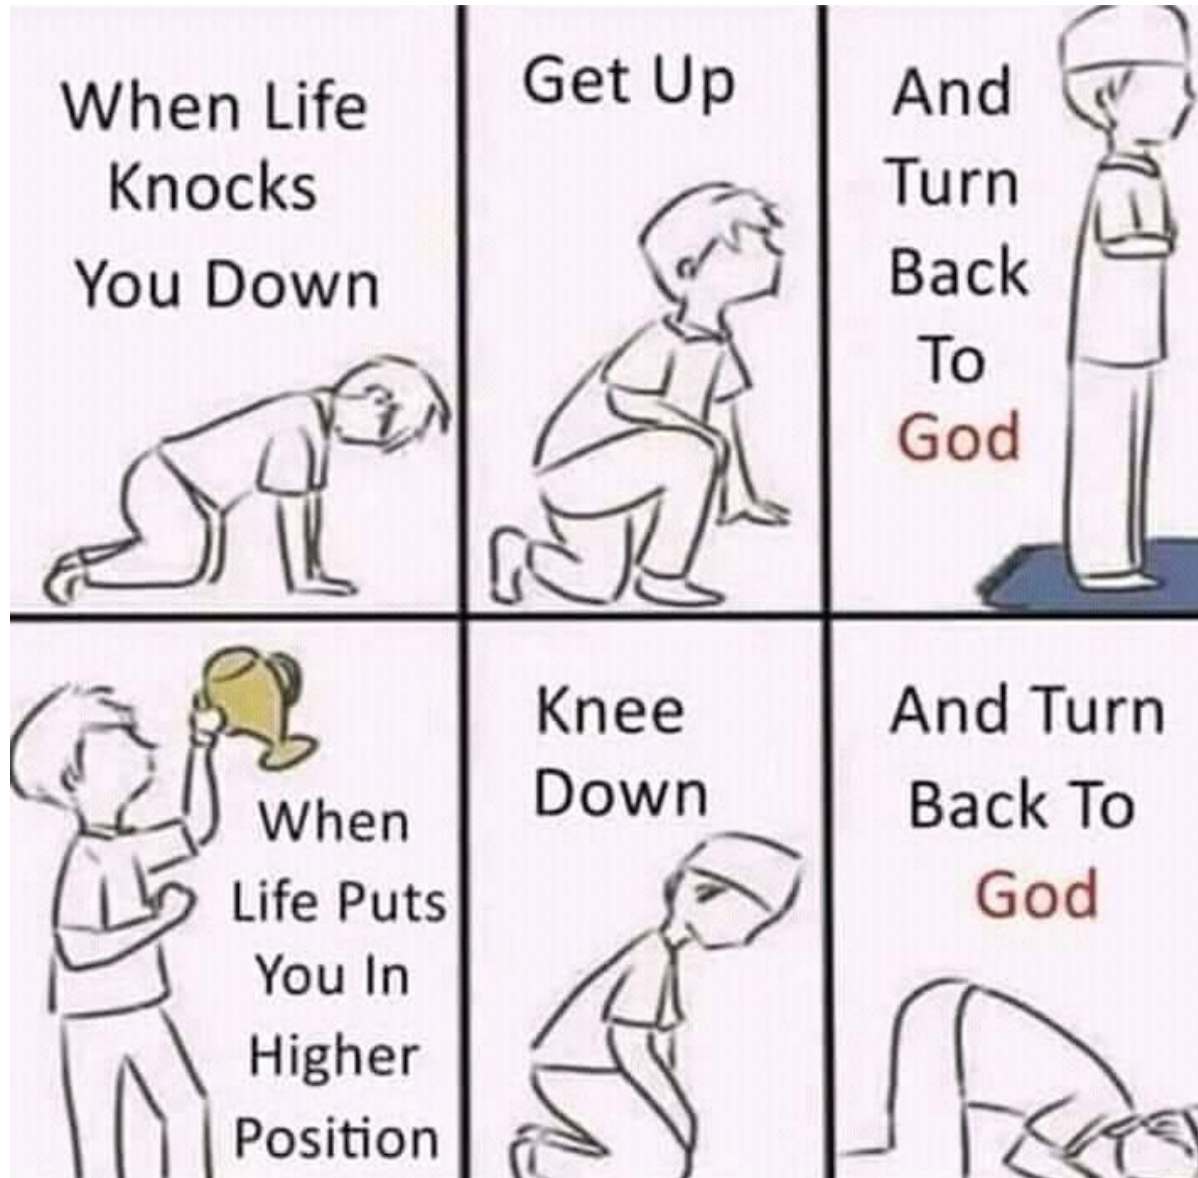 When Life
Knocks
You Down
Get Up
And
Turn
Back
To
God
When
Life Puts
You In
Higher
Position
Knee
Down
And Turn
Back To
God